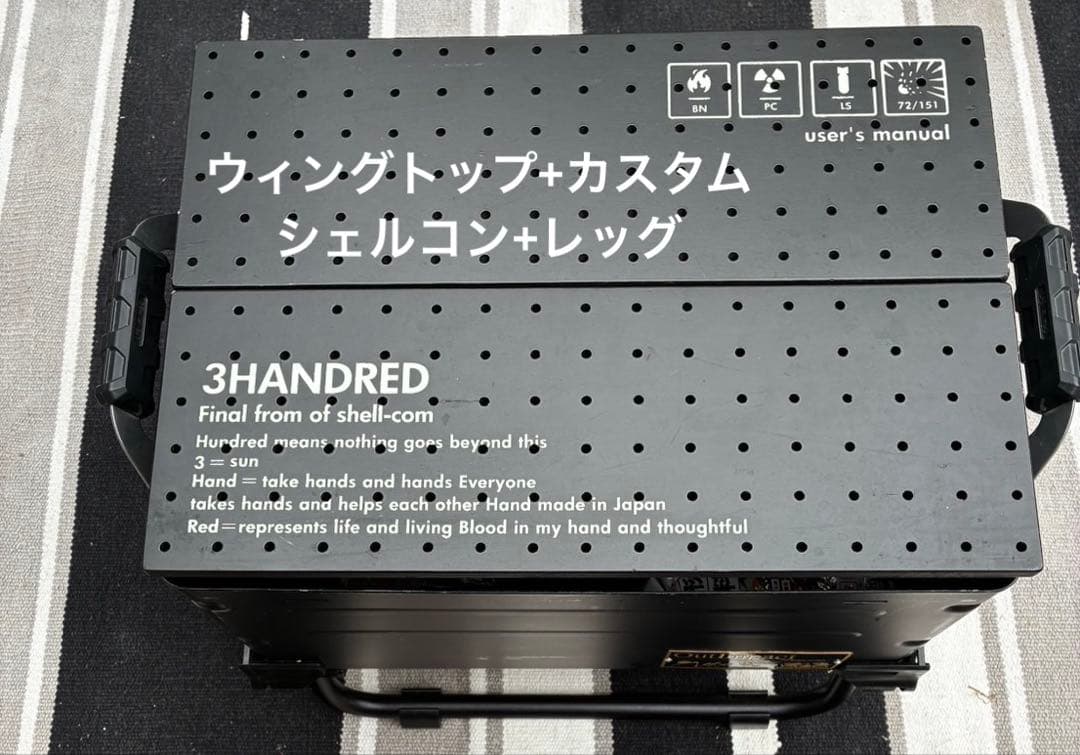 BN PC LS 72/151
user's manual
ウィングトップ+カスタム
シェルコン+レッグ
3HANDRED
Final from of shell-com
Hundred means nothing goes beyond this
3 = sun
Hand = take hands and hands Everyone
takes hands and helps each other Hand made in Japan
Red=represents life and living Blood in my hand and thoughtful